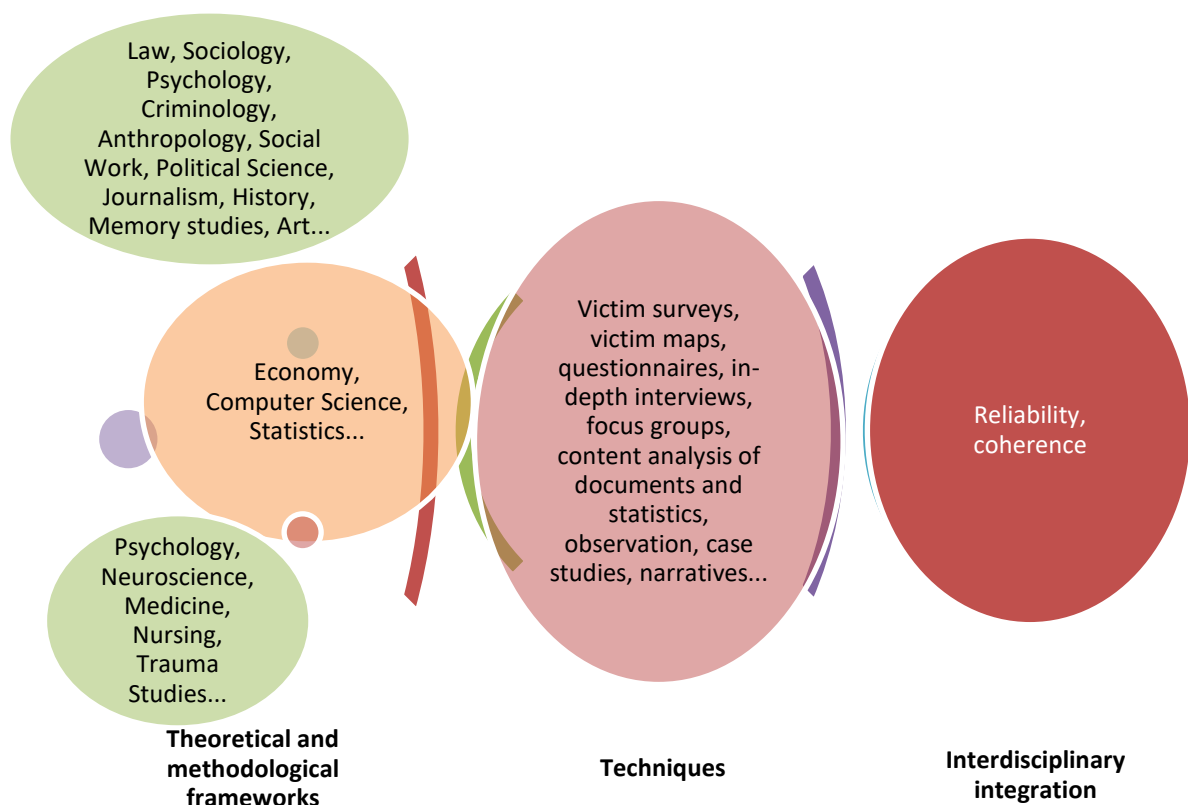 Law, Sociology,
Psychology,
Criminology,
Anthropology, Social
Work, Political Science,
Journalism, History,
Memory studies, Art...
Economy,
Computer Science,
Statistics...
Psychology,
Neuroscience,
Medicine,
Nursing,
Trauma
Studies...
Theoretical and
methodological
frameworks
Victim surveys,
victim maps,
questionnaires, in-
depth interviews,
focus groups,
content analysis of
documents and
statistics,
observation, case
studies, narratives...
Techniques
Reliability,
coherence
Interdisciplinary
integration